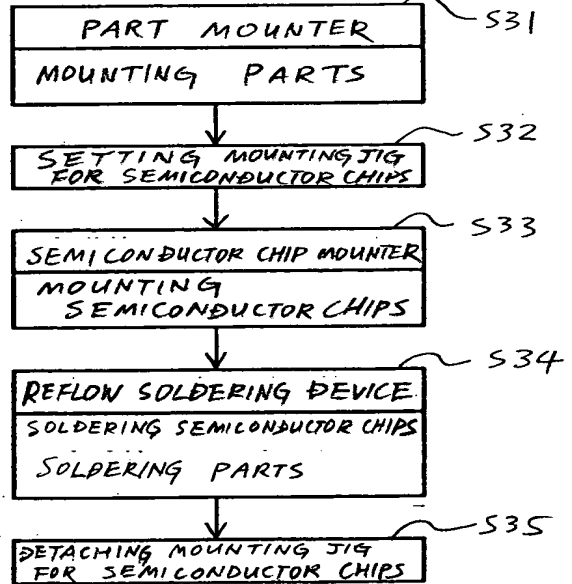 PART MOUNTER
S31
MOUNTING PARTS
S32
SETTING MOUNTING JIG
FOR SEMICONDUCTOR CHIPS
S33
SEMICONDUCTOR CHIP MOUNTER
MOUNTING
SEMICONDUCTOR CHIPS
S34
REFLOW SOLDERING DEVICE
SOLDERING SEMICONDUCTOR CHIPS
SOLDERING PARTS
S35
DETACHING MOUNTING JIG
FOR SEMICONDUCTOR CHIPS